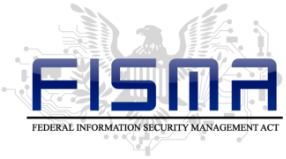 FISMA
FEDERAL INFORMATION SECURITY MANAGEMENT ACT